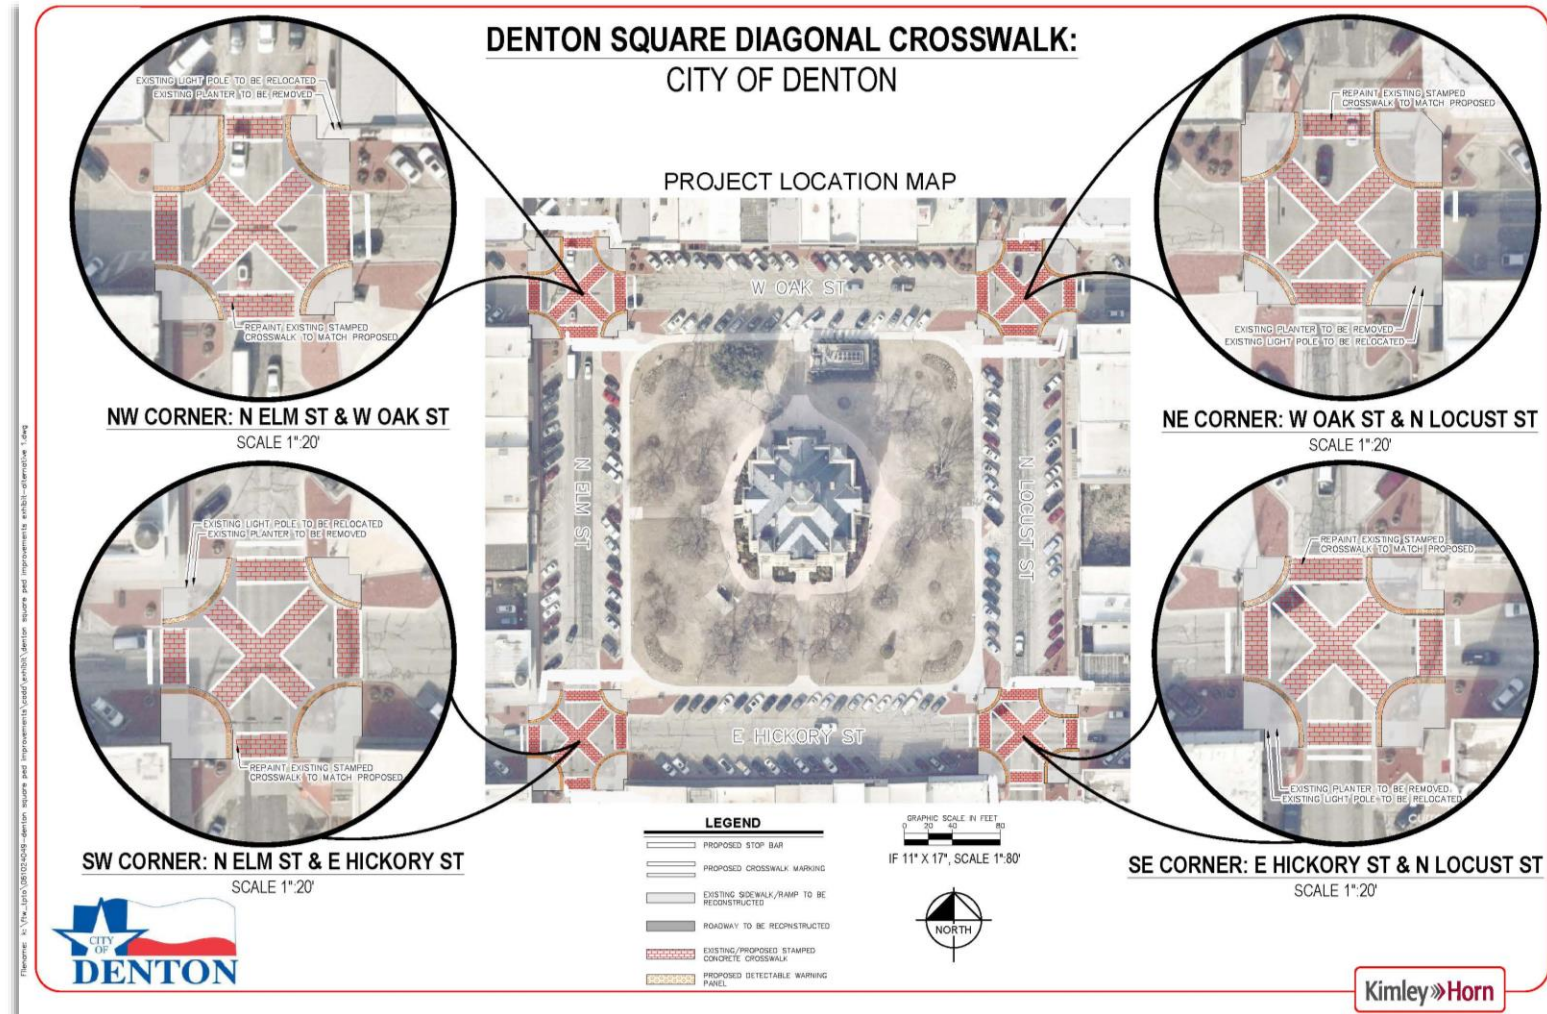 DENTON SQUARE DIAGONAL CROSSWALK:
CITY OF DENTON
PROJECT LOCATION MAP
EXISTING LIGHT POLE TO BE RELOCATED
EXISTING PLANTER TO BE REMOVED
REPAINT EXISTING STAMPED
CROSSWALK TO MATCH PROPOSED
NW CORNER: N ELM ST & W OAK ST
SCALE 1":20'
REPAINT EXISTING STAMPED
CROSSWALK TO MATCH PROPOSED
EXISTING PLANTER TO BE REMOVED
EXISTING LIGHT POLE TO BE RELOCATED
NE CORNER: W OAK ST & N LOCUST ST
SCALE 1":20'
W OAK ST
N ELM ST
N LOCUST ST
E HICKORY ST
EXISTING LIGHT POLE TO BE RELOCATED
EXISTING PLANTER TO BE REMOVED
REPAINT EXISTING STAMPED
CROSSWALK TO MATCH PROPOSED
SW CORNER: N ELM ST & E HICKORY ST
SCALE 1":20'
REPAINT EXISTING STAMPED
CROSSWALK TO MATCH PROPOSED
EXISTING PLANTER TO BE REMOVED
EXISTING LIGHT POLE TO BE RELOCATED
SE CORNER: E HICKORY ST & N LOCUST ST
SCALE 1":20'
LEGEND
PROPOSED STOP BAR
PROPOSED CROSSWALK MARKING
EXISTING SIDEWALK/RAMP TO BE
RECONSTRUCTED
ROADWAY TO BE RECPNSTRUCTED
EXISTING/PROPOSED STAMPED
CONCRETE CROSSWALK
PROPOSED DETECTABLE WARNING
PANEL
GRAPHIC SCALE IN FEET
0 20 40 80
IF 11" X 17", SCALE 1":80'
NORTH
CITY
OF
DENTON
Kimley»Horn